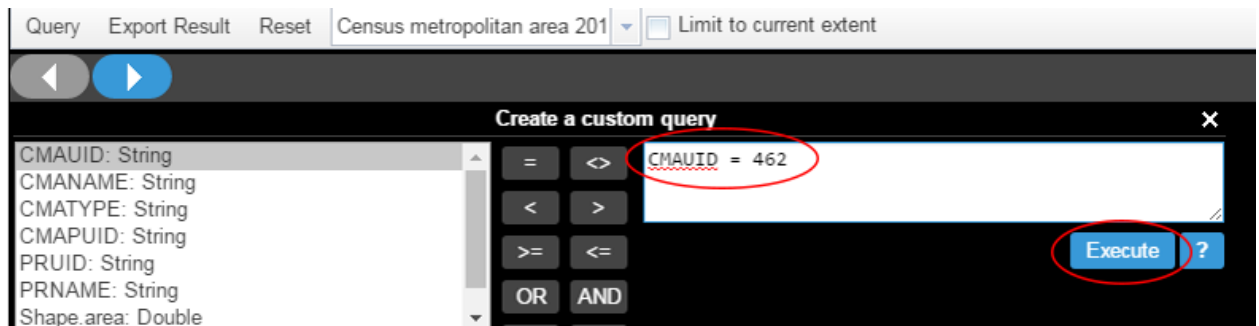 Query Export Result Reset Census metropolitan area 201 Limit to current extent
Create a custom query ×
CMAUID: String
CMANAME: String
CMATYPE: String
CMAPUID: String
PRUID: String
PRNAME: String
Shape.area: Double
= <>
< >
>= <=
OR AND
CMAUID = 462
Execute ?